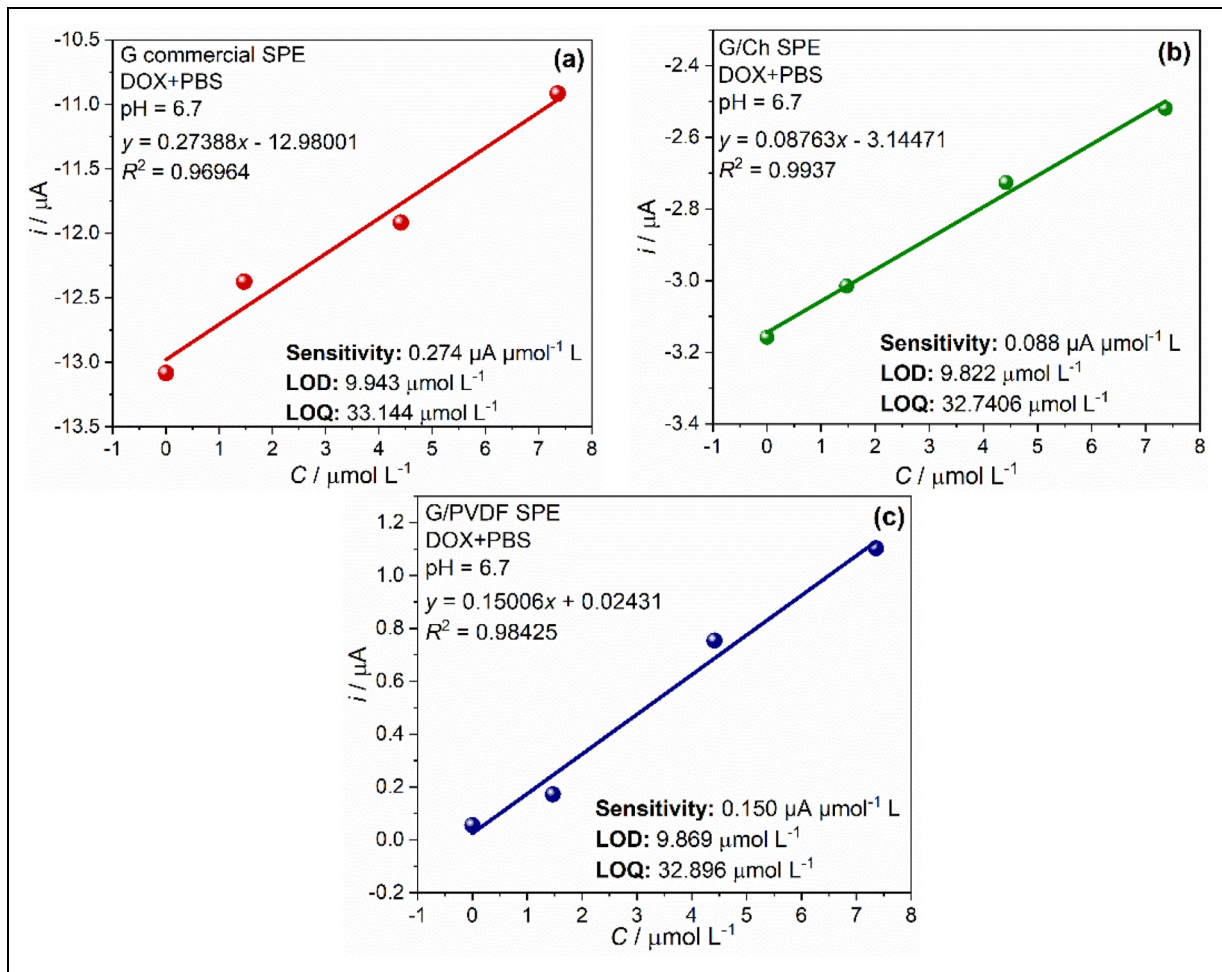 (a)
G commercial SPE
DOX+PBS
pH = 6.7
y = 0.27388x - 12.98001
R² = 0.96964
-10.5
-11.0
-11.5
-12.0
-12.5
-13.0
-13.5
i / µA
Sensitivity: 0.274 µA µmol⁻¹ L
LOD: 9.943 µmol L⁻¹
LOQ: 33.144 µmol L⁻¹
-1 0 1 2 3 4 5 6 7 8
C / µmol L⁻¹
(b)
G/Ch SPE
DOX+PBS
pH = 6.7
y = 0.08763x - 3.14471
R² = 0.9937
-2.4
-2.6
-2.8
-3.0
-3.2
-3.4
i / µA
Sensitivity: 0.088 µA µmol⁻¹ L
LOD: 9.822 µmol L⁻¹
LOQ: 32.7406 µmol L⁻¹
-1 0 1 2 3 4 5 6 7 8
C / µmol L⁻¹
(c)
G/PVDF SPE
DOX+PBS
pH = 6.7
y = 0.15006x + 0.02431
R² = 0.98425
1.2
1.0
0.8
0.6
0.4
0.2
0.0
-0.2
i / µA
Sensitivity: 0.150 µA µmol⁻¹ L
LOD: 9.869 µmol L⁻¹
LOQ: 32.896 µmol L⁻¹
-1 0 1 2 3 4 5 6 7 8
C / µmol L⁻¹